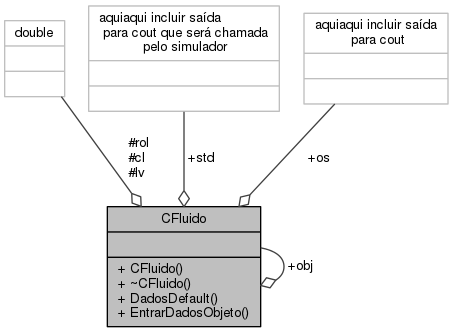 double
aquiaqui incluir saída
para cout que será chamada
pelo simulador
aquiaqui incluir saída
para cout
#rol
#cl
#lv
+std
+os
CFluido
+ CFluido()
+ ~CFluido()
+ DadosDefault()
+ EntrarDadosObjeto()
+obj